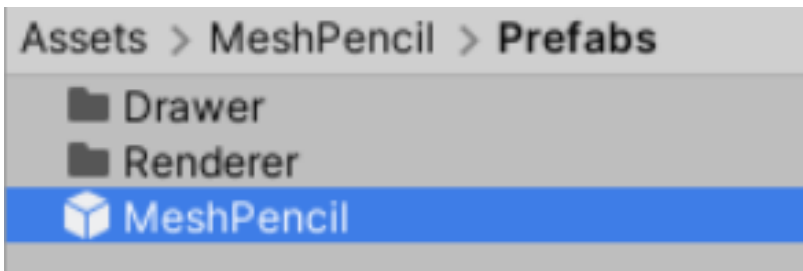 Assets > MeshPencil > Prefabs
Drawer
Renderer
MeshPencil